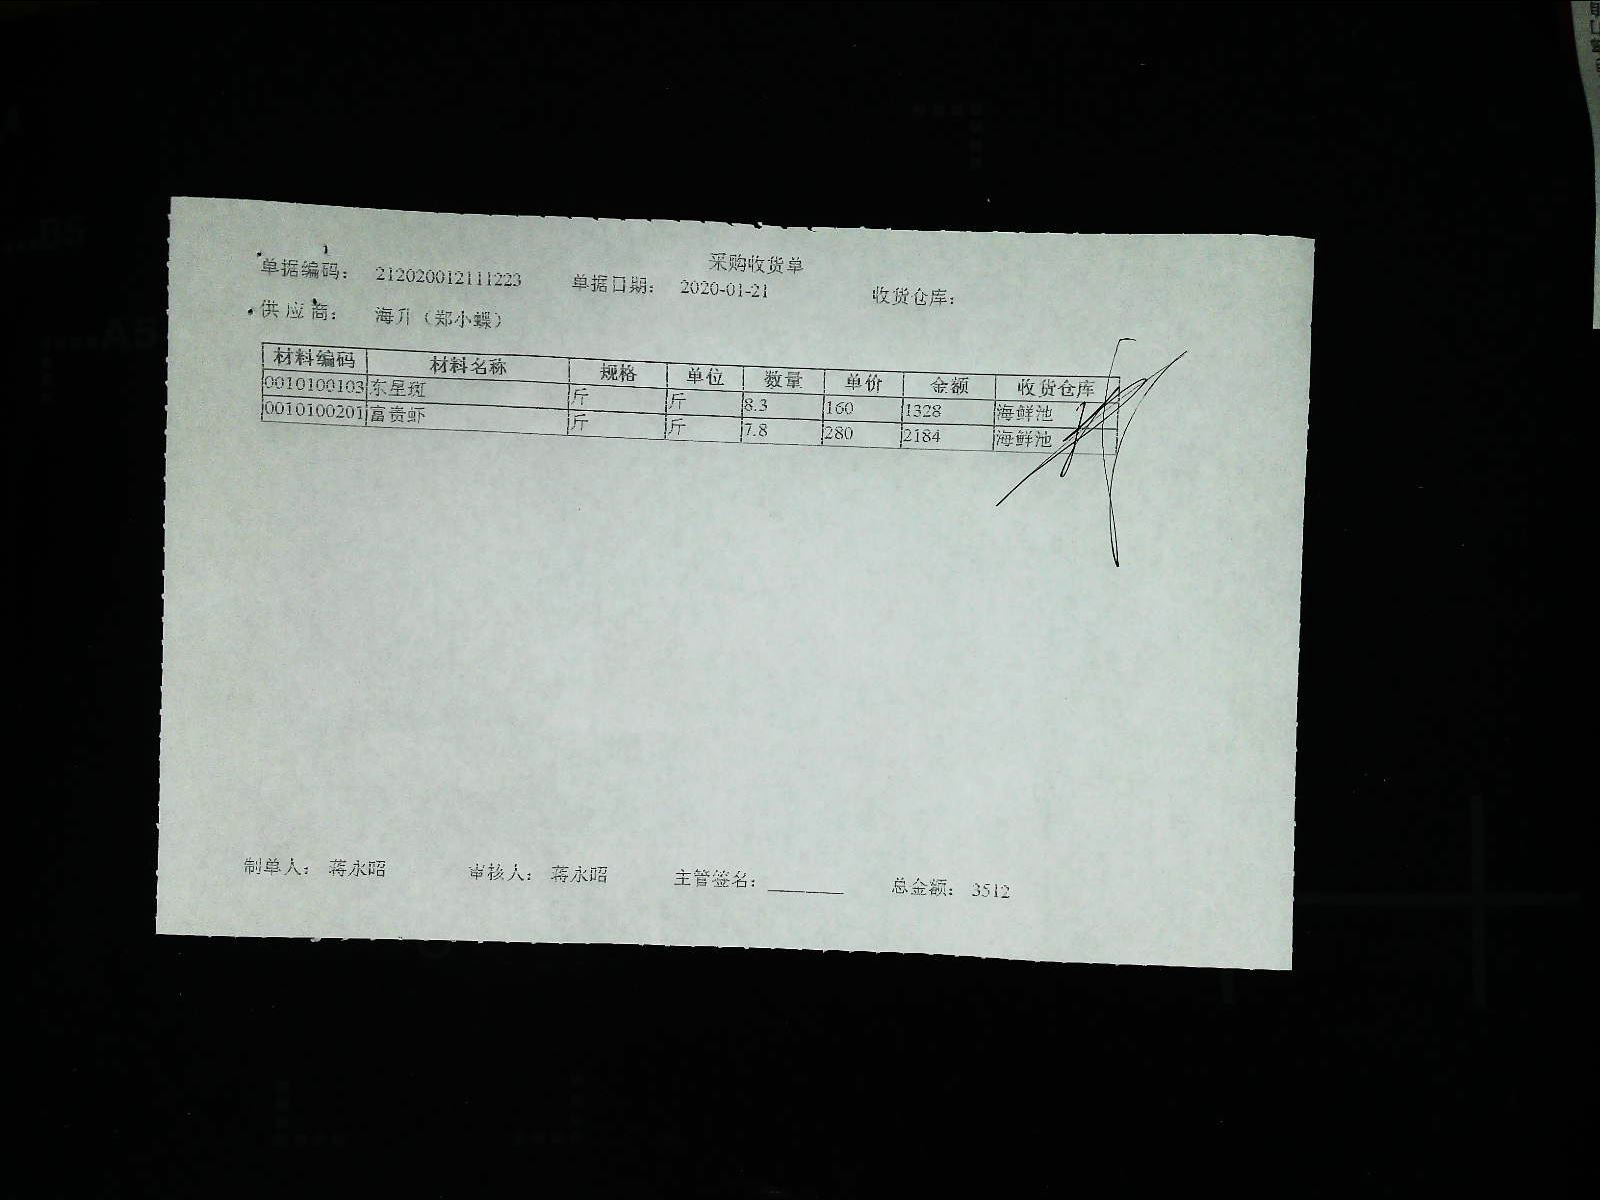 采购收货单
单据编码： 212020012111223 单据日期： 2020-01-21 收货仓库：
供应商： 海升（郑小蝶）
材料编码 材料名称 规格 单位 数量 单价 金额 收货仓库
0010100103 东星斑 斤 斤 8.3 160 1328 海鲜池
0010100201 富贵虾 斤 斤 7.8 280 2184 海鲜池
制单人： 蒋永昭 审核人： 蒋永昭 主管签名：________ 总金额： 3512